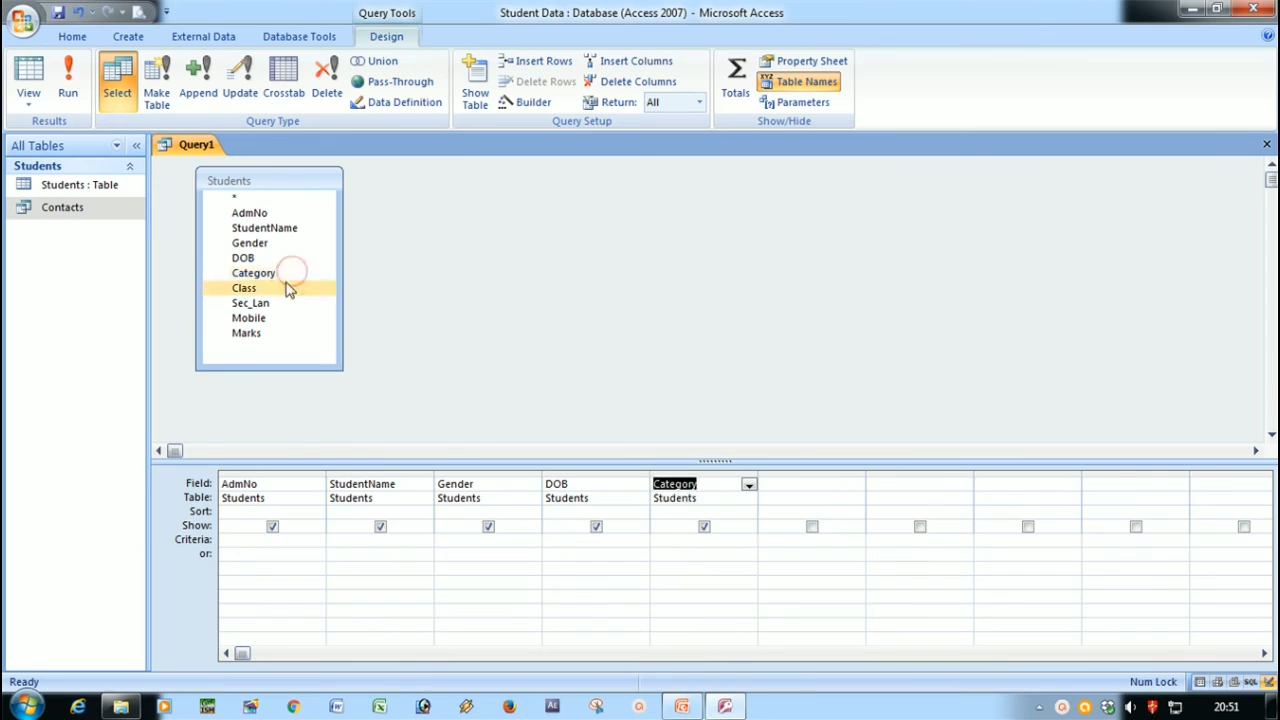 Query Tools
Student Data : Database (Access 2007) - Microsoft Access
Home
Create
External Data
Database Tools
Design
View
Run
Select
Make Table
Append
Update
Crosstab
Delete
Union
Pass-Through
Data Definition
Show Table
Insert Rows
Delete Rows
Builder
Insert Columns
Delete Columns
Return: All
Totals
Property Sheet
Table Names
Parameters
Results
Query Type
Query Setup
Show/Hide
All Tables
Students
Students : Table
Contacts
Query1
Students
*
AdmNo
StudentName
Gender
DOB
Category
Class
Sec_Lan
Mobile
Marks
Field: AdmNo StudentName Gender DOB Category
Table: Students Students Students Students Students
Sort:
Show:
Criteria:
or:
Ready
Num Lock
SQL
20:51